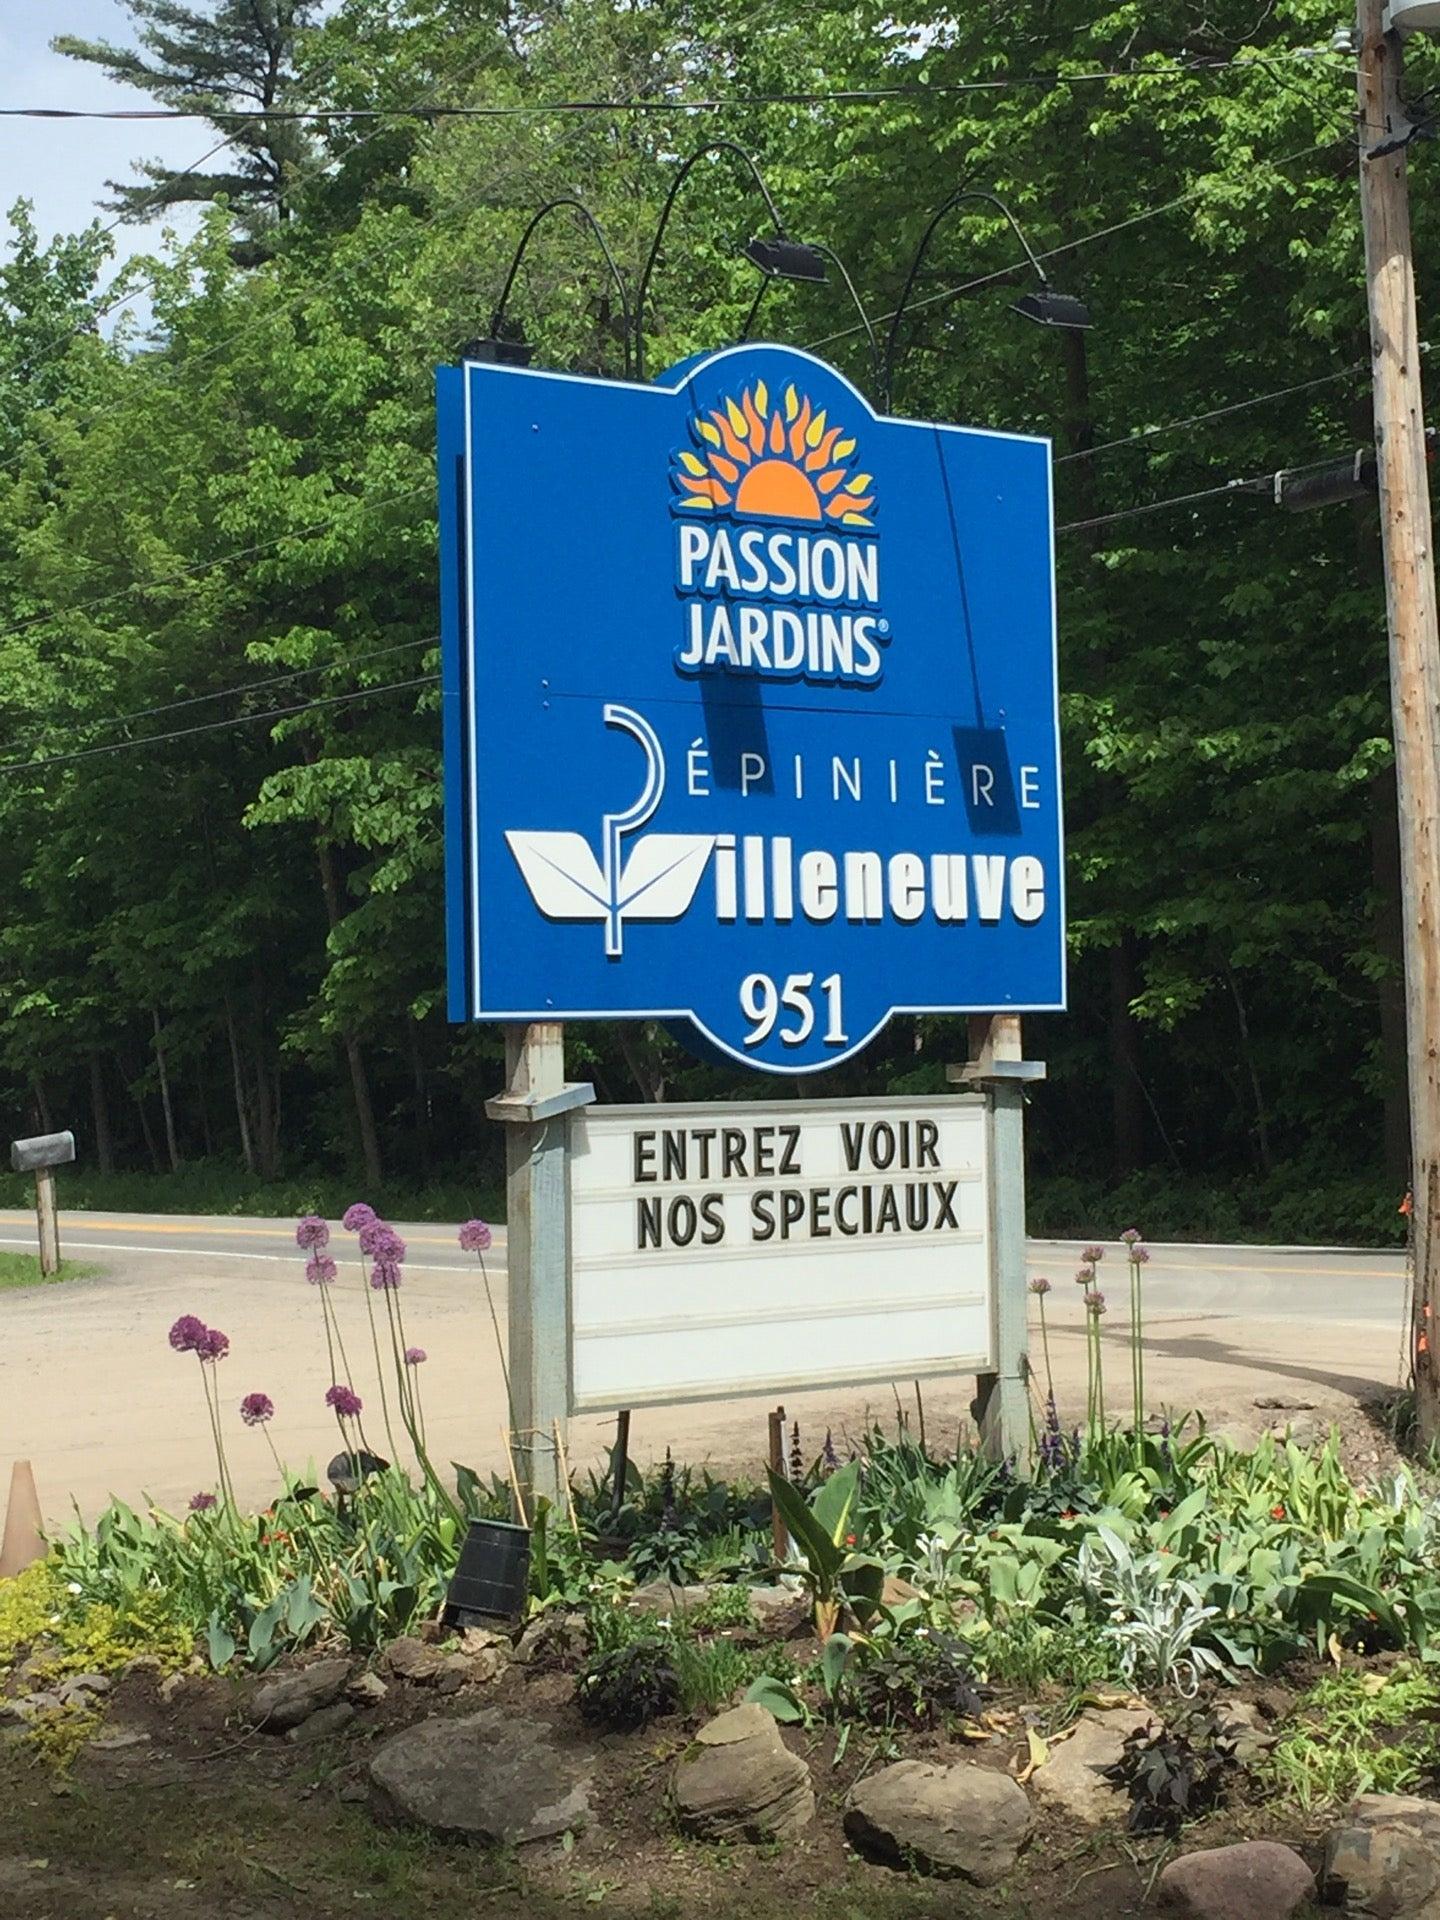 PASSION
JARDINS®
PÉPINIÈRE
Villeneuve
951
ENTREZ VOIR
NOS SPECIAUX